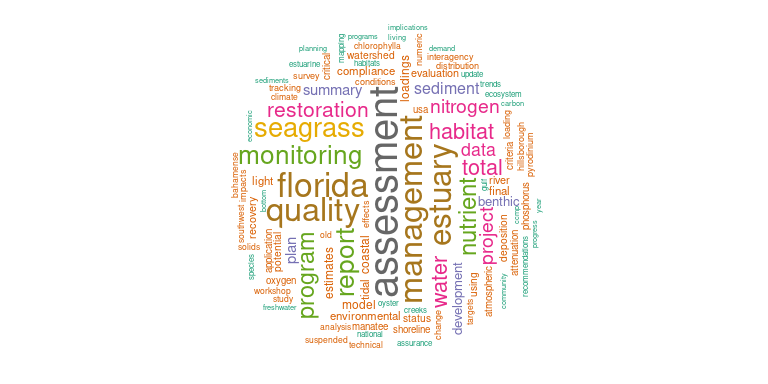 implications
programs
living
planning
mapping
chlorophylla
numeric
demand
estuarine
critical
watershed
interagency
habitats
distribution
sediments
survey
compliance
loadings
evaluation
update
tracking
conditions
trends
climate
summary
sediment
ecosystem
economic
restoration
assessment
usa
nitrogen
carbon
seagrass
management
habitat
loading
monitoring
estuary
data
criteria
hillsborough
pyrodinium
bahamense
light
florida
total
gulf
river
final
southwest
impacts
recovery
bottom
quality
effects
nutrient
benthic
phosphorus
year
ccmp
solids
application
potential
plan
old
coastal
project
deposition
progress
species
program
report
estimates
tidal
water
development
attenuation
recommendations
oxygen
using
atmospheric
workshop
study
model
oyster
community
freshwater
creeks
targets
environmental
status
change
analysis
manatee
shoreline
national
suspended
technical
assurance